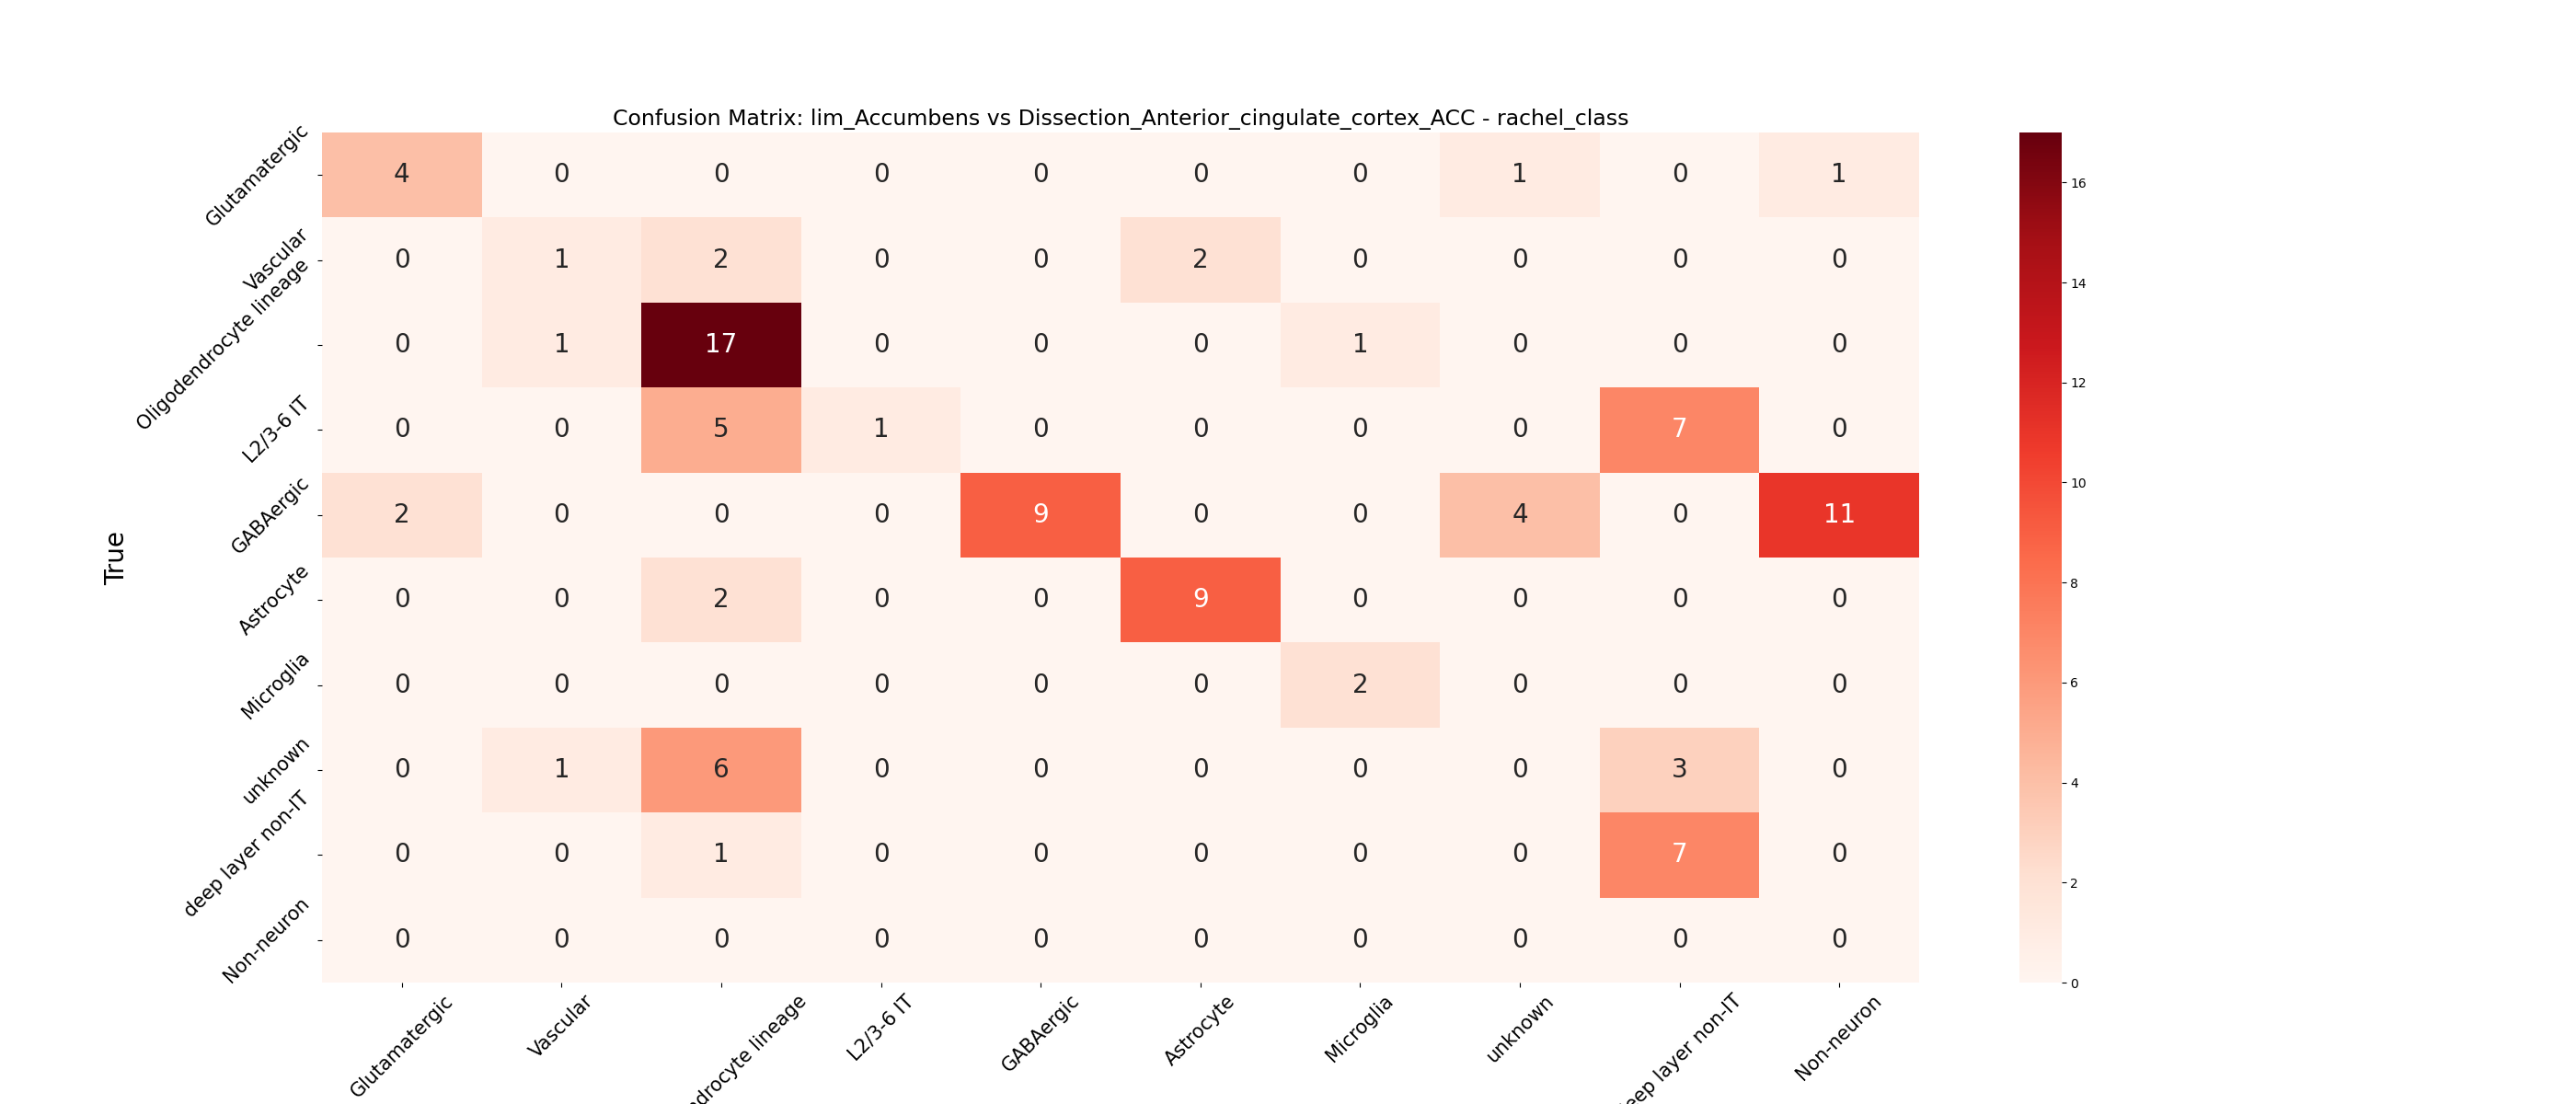 Confusion Matrix: lim_Accumbens vs Dissection_Anterior_cingulate_cortex_ACC - rachel_class
True
Glutamatergic 4 0 0 0 0 0 0 1 0 1
Vascular 0 1 2 0 0 2 0 0 0 0
Oligodendrocyte lineage 0 1 17 0 0 0 1 0 0 0
L2/3-6 IT 0 0 5 1 0 0 0 0 7 0
GABAergic 2 0 0 0 9 0 0 4 0 11
Astrocyte 0 0 2 0 0 9 0 0 0 0
Microglia 0 0 0 0 0 0 2 0 0 0
unknown 0 1 6 0 0 0 0 0 3 0
deep layer non-IT 0 0 1 0 0 0 0 0 7 0
Non-neuron 0 0 0 0 0 0 0 0 0 0
Glutamatergic Vascular ndrocyte lineage L2/3-6 IT GABAergic Astrocyte Microglia unknown eep layer non-IT Non-neuron
16
14
12
10
8
6
4
2
0